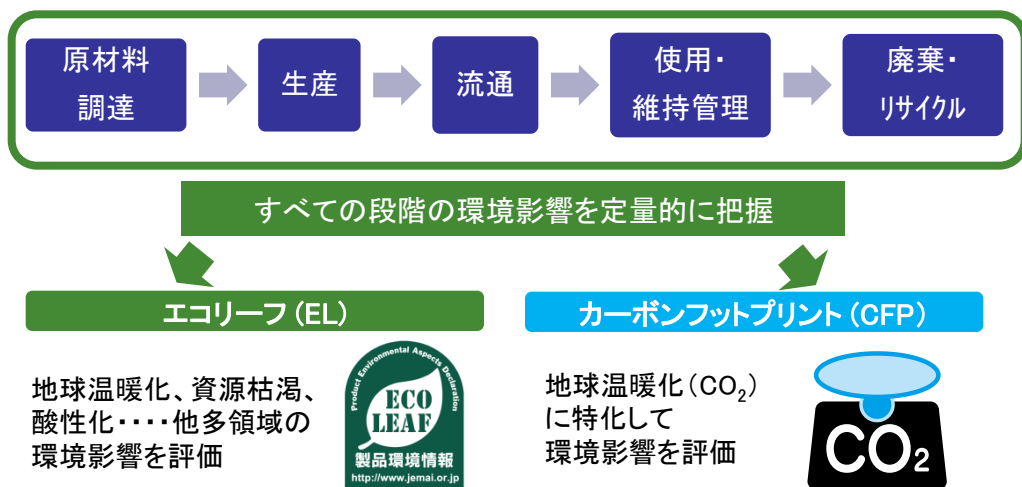 原材料
調達
生産
流通
使用・
維持管理
廃棄・
リサイクル
すべての段階の環境影響を定量的に把握
エコリーフ(EL)
地球温暖化、資源枯渇、
酸性化・・・・他多領域の
環境影響を評価
Product Environmental Aspects Declaration
ECO
LEAF
製品環境情報
http://www.jemai.or.jp
カーボンフットプリント(CFP)
地球温暖化(CO₂)
に特化して
環境影響を評価
CO₂